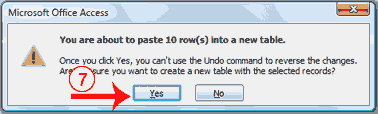 Microsoft Office Access
You are about to paste 10 row(s) into a new table.
Once you click Yes, you can't use the Undo command to reverse the changes.
Are sure you want to create a new table with the selected records?
7
Yes
No